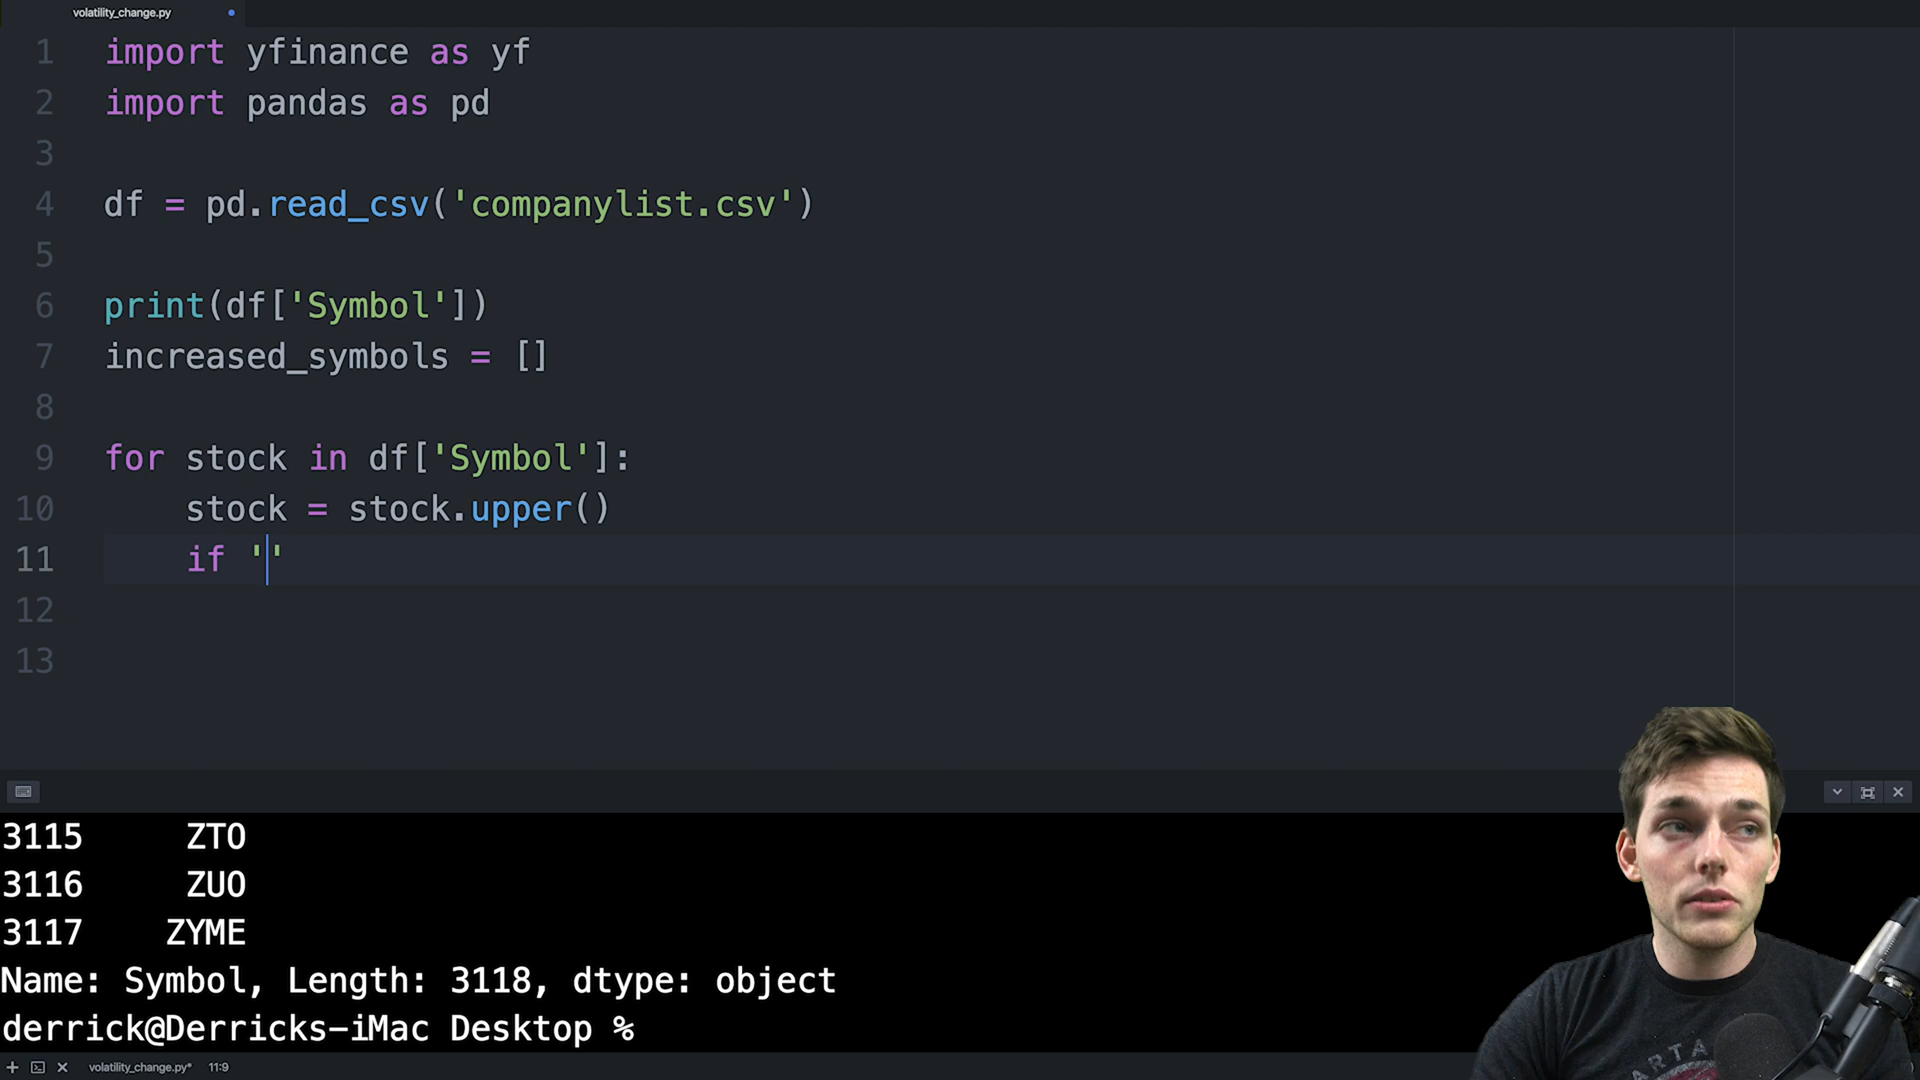 volatility_change.py
1 import yfinance as yf
2 import pandas as pd
3
4 df = pd.read_csv('companylist.csv')
5
6 print(df['Symbol'])
7 increased_symbols = []
8
9 for stock in df['Symbol']:
10 stock = stock.upper()
11 if ''
12
13
3115 ZTO
3116 ZUO
3117 ZYME
Name: Symbol, Length: 3118, dtype: object
derrick@Derricks-iMac Desktop %
volatility_change.py* 11:9